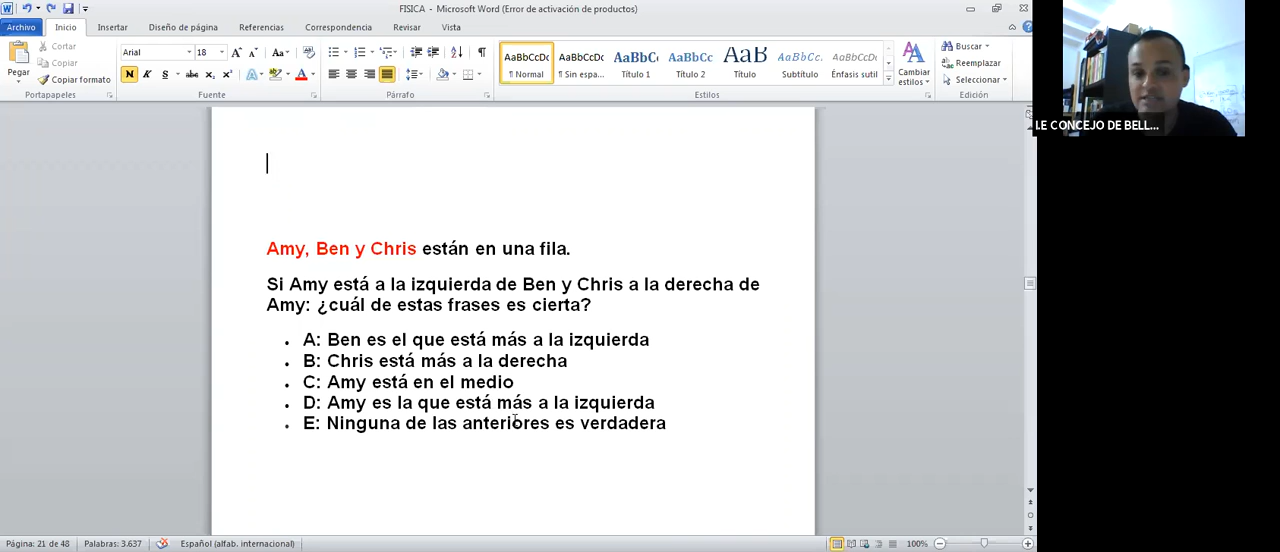 FISICA - Microsoft Word (Error de activación de productos)
Archivo Inicio Insertar Diseño de página Referencias Correspondencia Revisar Vista
Pegar
Cortar
Copiar
Copiar formato
Portapapeles
Arial 18
N K S abe x₂ x² A A
Fuente
Párrafo
AaBbCcDc
¶ Normal
AaBbCcDc
¶ Sin espa...
AaBbC
Título 1
AaBbCc
Título 2
AaB
Título
AaBbCc.
Subtítulo
AaBbCcDc
Énfasis sutil
Cambiar
estilos
Estilos
Buscar
Reemplazar
Seleccionar
Edición
I.E CONCEJO DE BELL...
Amy, Ben y Chris están en una fila.
Si Amy está a la izquierda de Ben y Chris a la derecha de
Amy: ¿cuál de estas frases es cierta?
• A: Ben es el que está más a la izquierda
• B: Chris está más a la derecha
• C: Amy está en el medio
• D: Amy es la que está más a la izquierda
• E: Ninguna de las anteriores es verdadera
Página: 21 de 48 Palabras: 3.637 Español (alfab. internacional) 100%